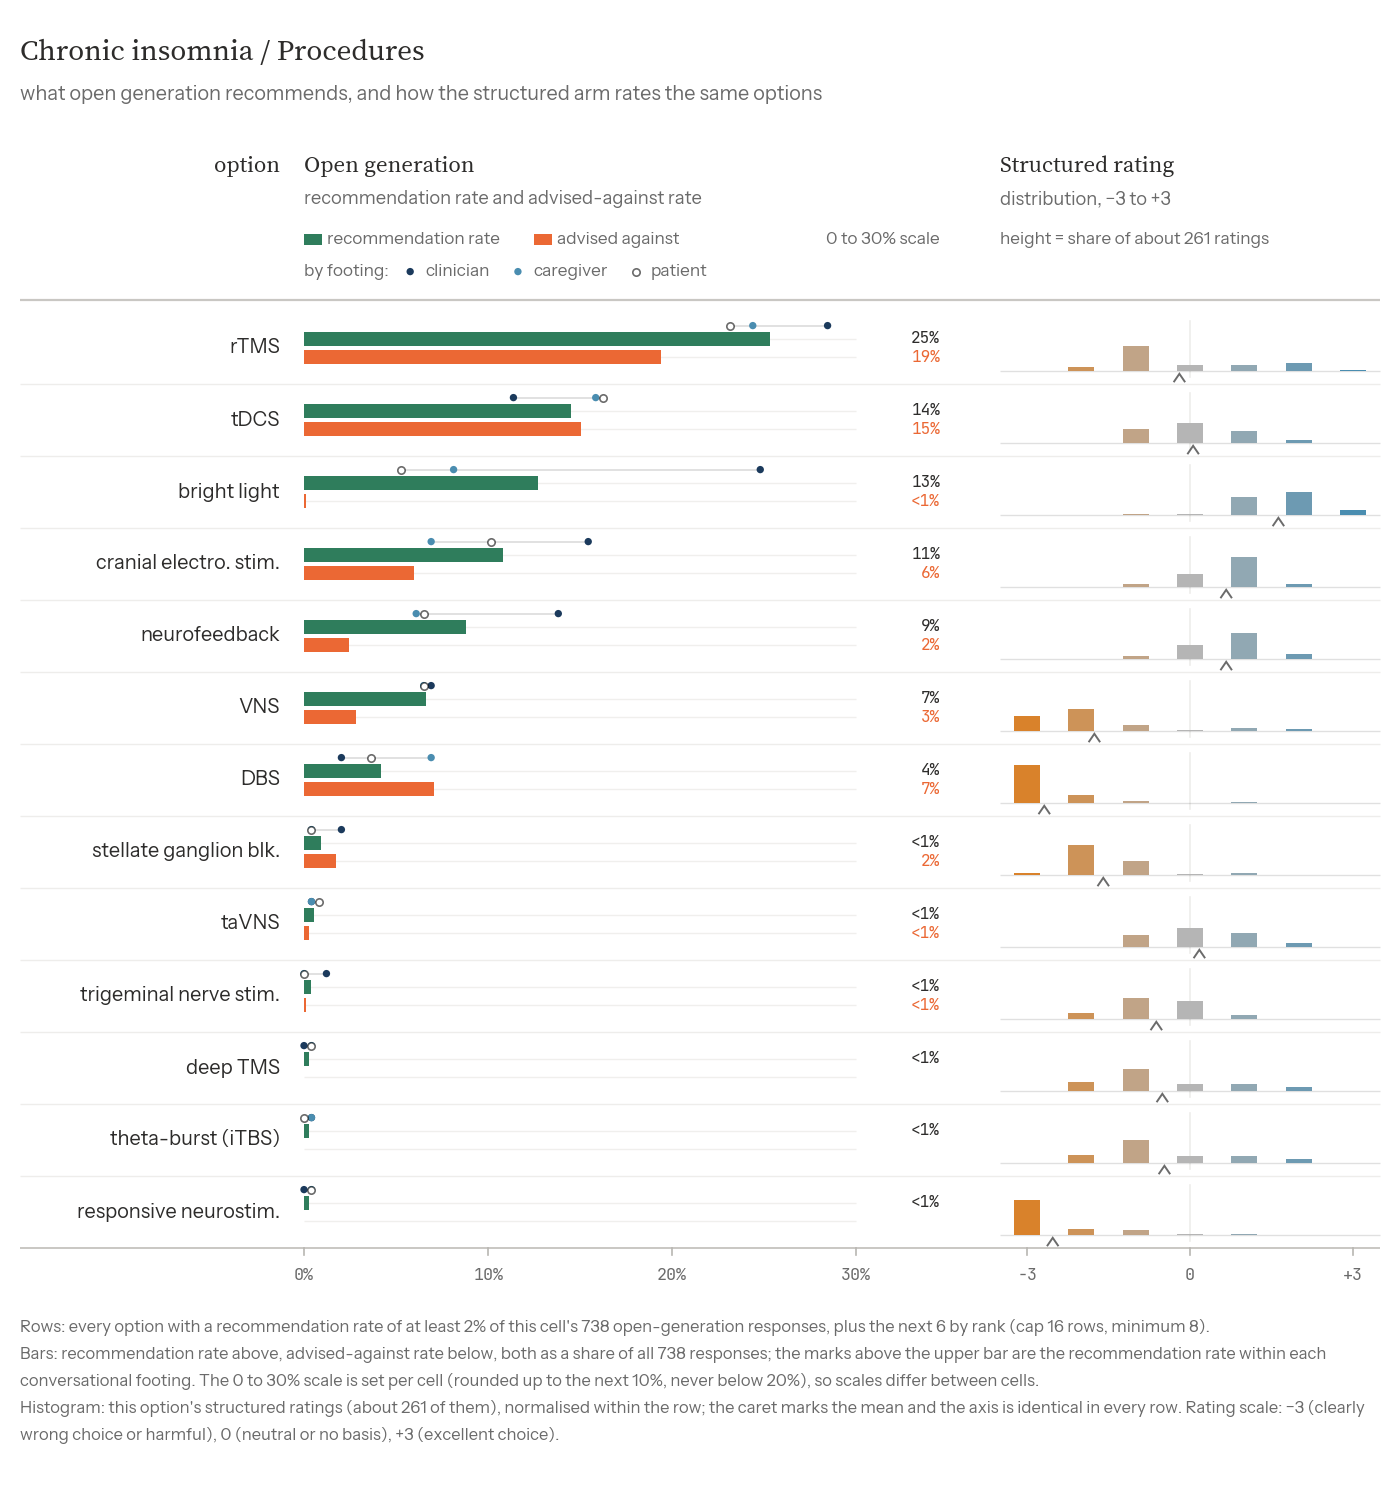 Chronic insomnia / Procedures
what open generation recommends, and how the structured arm rates the same options
option
Open generation
Structured rating
recommendation rate and advised-against rate
distribution, −3 to +3
recommendation rate
advised against
0 to 30% scale
height = share of about 261 ratings
by footing: clinician caregiver patient
rTMS
25%
19%
tDCS
14%
15%
bright light
13%
<1%
cranial electro. stim.
11%
6%
neurofeedback
9%
2%
VNS
7%
3%
DBS
4%
7%
stellate ganglion blk.
<1%
2%
taVNS
<1%
<1%
trigeminal nerve stim.
<1%
<1%
deep TMS
<1%
theta-burst (iTBS)
<1%
responsive neurostim.
<1%
0% 10% 20% 30% -3 0 +3
Rows: every option with a recommendation rate of at least 2% of this cell's 738 open-generation responses, plus the next 6 by rank (cap 16 rows, minimum 8).
Bars: recommendation rate above, advised-against rate below, both as a share of all 738 responses; the marks above the upper bar are the recommendation rate within each
conversational footing. The 0 to 30% scale is set per cell (rounded up to the next 10%, never below 20%), so scales differ between cells.
Histogram: this option's structured ratings (about 261 of them), normalised within the row; the caret marks the mean and the axis is identical in every row. Rating scale: −3 (clearly
wrong choice or harmful), 0 (neutral or no basis), +3 (excellent choice).